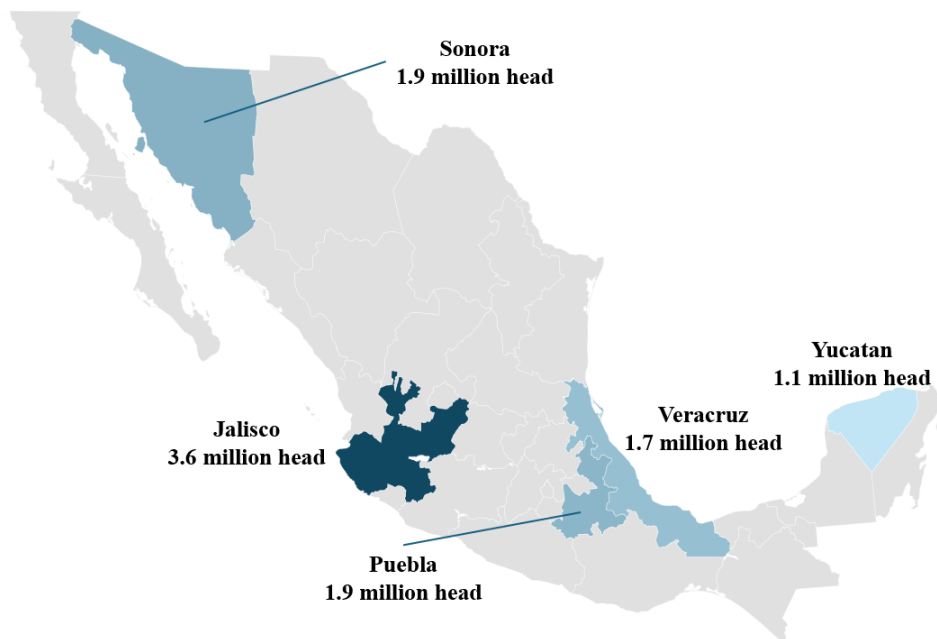 Sonora
1.9 million head
Yucatan
1.1 million head
Veracruz
1.7 million head
Jalisco
3.6 million head
Puebla
1.9 million head